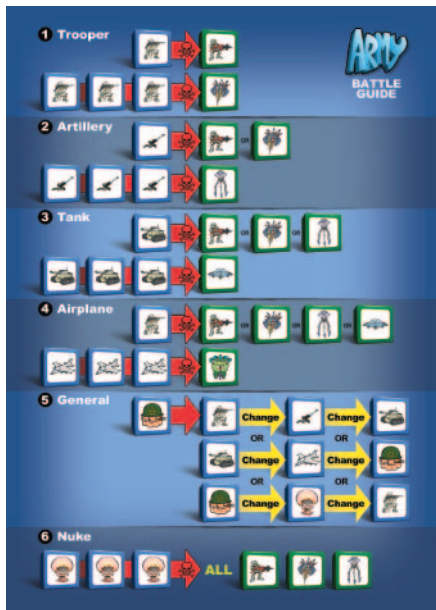 1 Trooper
ARMY
BATTLE
GUIDE
2 Artillery
OR
3 Tank
OR OR
4 Airplane
OR OR OR
5 General
Change Change
OR OR
Change Change
OR OR
Change Change
6 Nuke
ALL